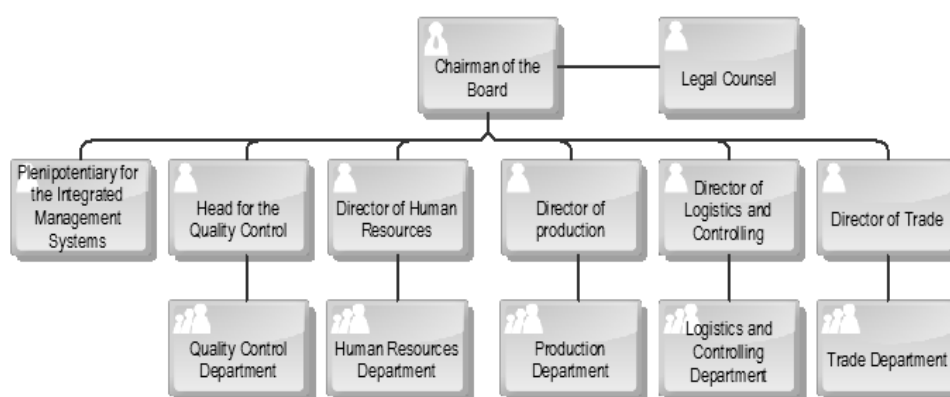 Chairman of the
Board
Legal Counsel
Plenipotentiary for
the Integrated
Management
Systems
Head for the
Quality Control
Director of Human
Resources
Director of
production
Director of
Logistics and
Controlling
Director of Trade
Quality Control
Department
Human Resources
Department
Production
Department
Logistics and
Controlling
Department
Trade Department